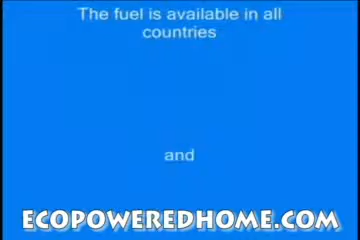 The fuel is available in all
countries
and
ECOPOWEREDHOME.COM